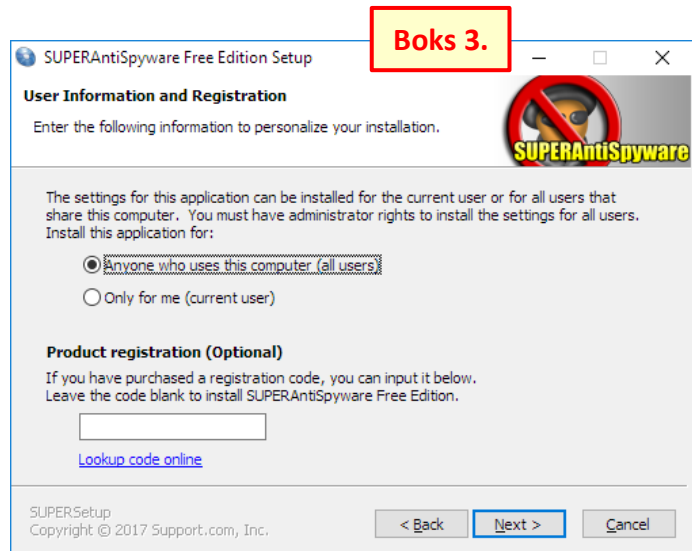 Boks 3.
SUPERAntiSpyware Free Edition Setup
User Information and Registration
Enter the following information to personalize your installation.
SUPERAntiSpyware
The settings for this application can be installed for the current user or for all users that
share this computer. You must have administrator rights to install the settings for all users.
Install this application for:
Anyone who uses this computer (all users)
Only for me (current user)
Product registration (Optional)
If you have purchased a registration code, you can input it below.
Leave the code blank to install SUPERAntiSpyware Free Edition.
Lookup code online
SUPERSetup
Copyright © 2017 Support.com, Inc.
< Back Next > Cancel